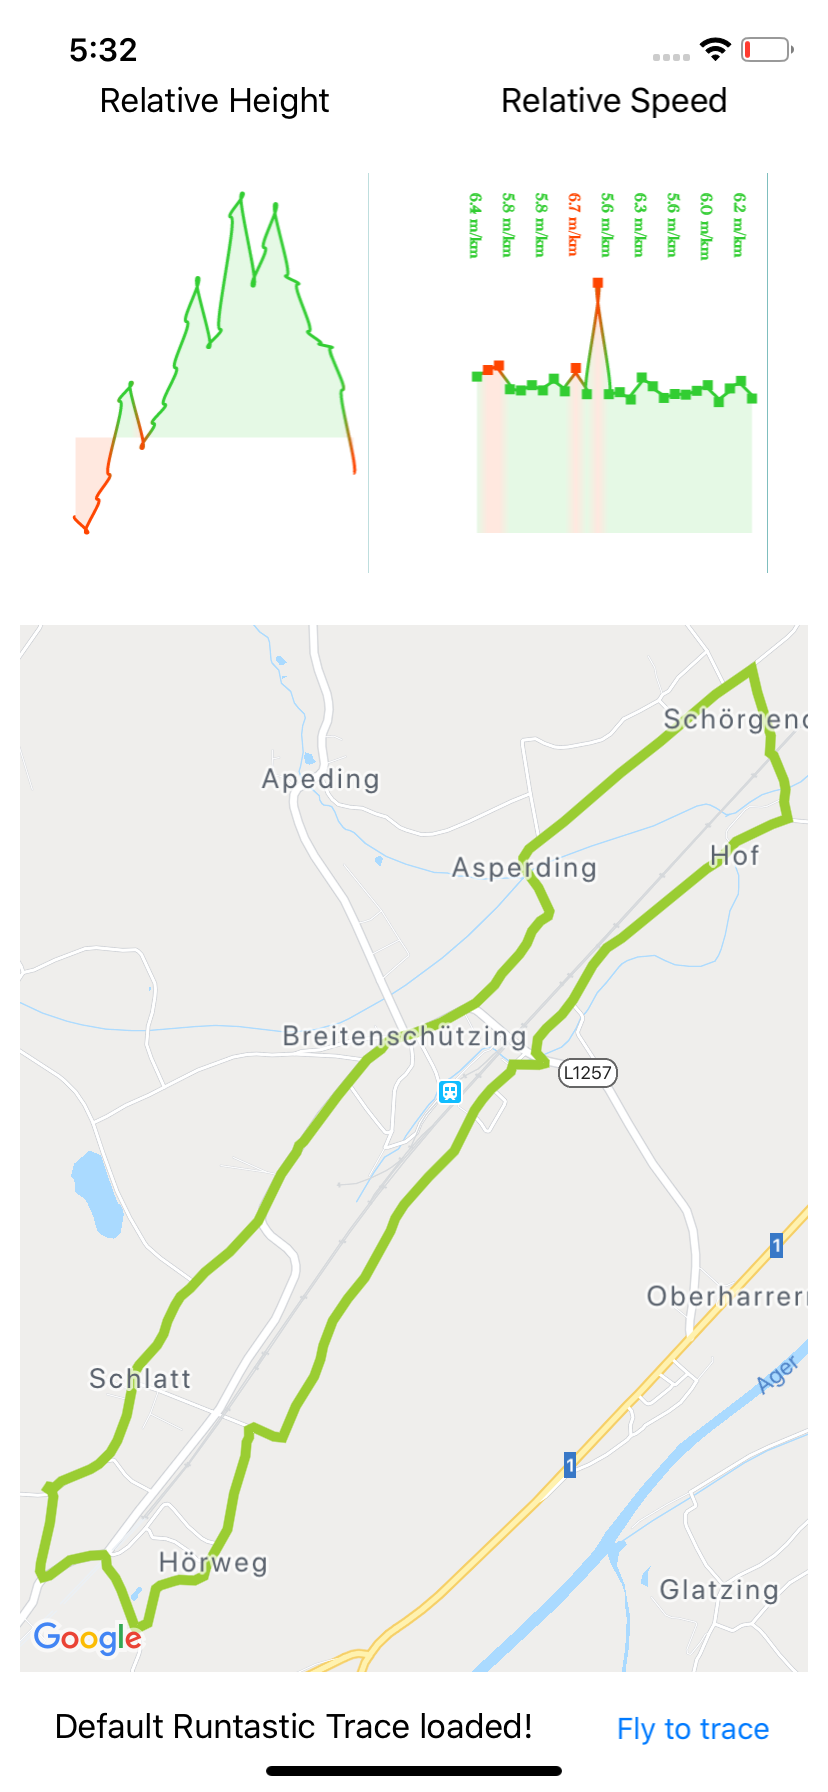 5:32
Relative Height
Relative Speed
6.4 m/km
5.8 m/km
5.8 m/km
6.7 m/km
5.6 m/km
6.3 m/km
5.6 m/km
6.0 m/km
6.2 m/km
Schörgend
Apeding
Hof
Asperding
Breitenschützing
L1257
1
Oberharrern
Schlatt
Ager
1
Hörweg
Glatzing
Google
Default Runtastic Trace loaded!
Fly to trace